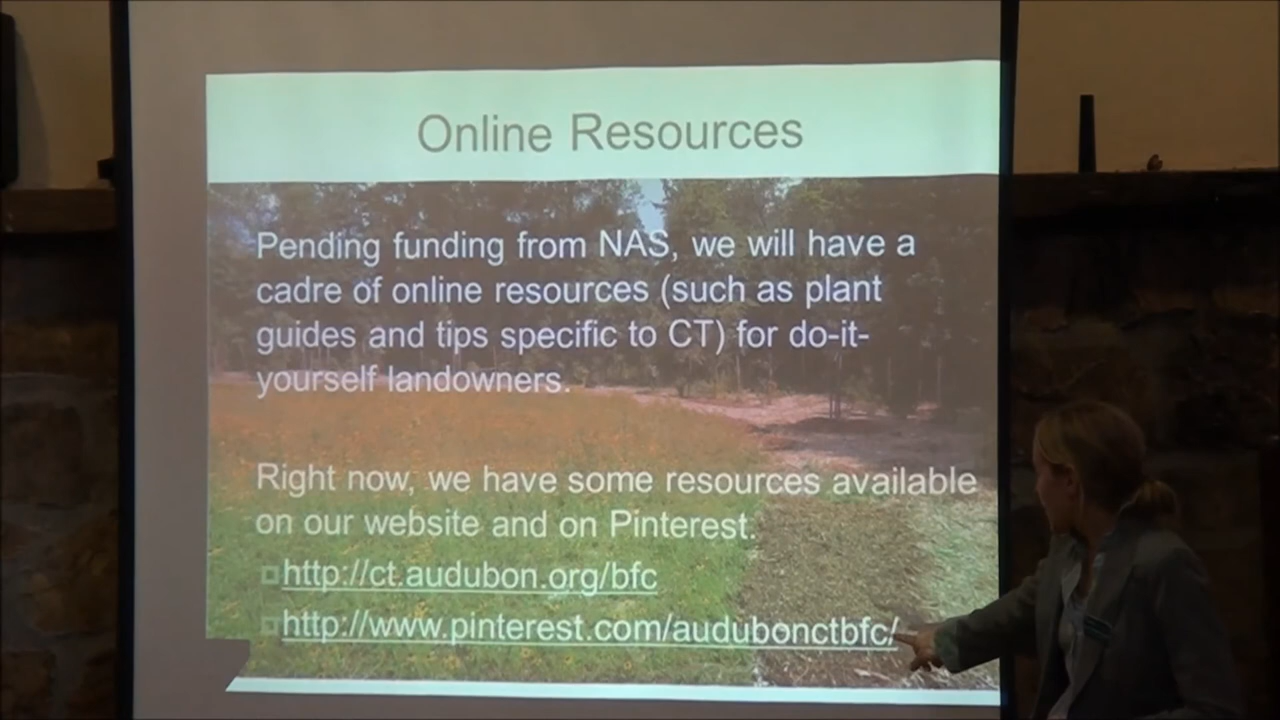 Online Resources
Pending funding from NAS, we will have a
cadre of online resources (such as plant
guides and tips specific to CT) for do-it-
yourself landowners.
Right now, we have some resources available
on our website and on Pinterest.
http://ct.audubon.org/bfc
http://www.pinterest.com/audubonctbfc/